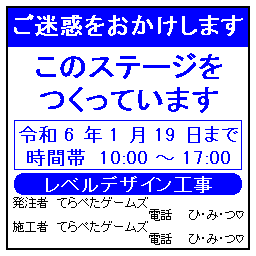 ご迷惑をおかけします
このステージを
つくっています
令和 6 年 1 月 19 日まで
時間帯 10:00 ～ 17:00
レベルデザイン工事
発注者 てらぺたゲームズ
電話 ひ・み・つ♡
施工者 てらぺたゲームズ
電話 ひ・み・つ♡